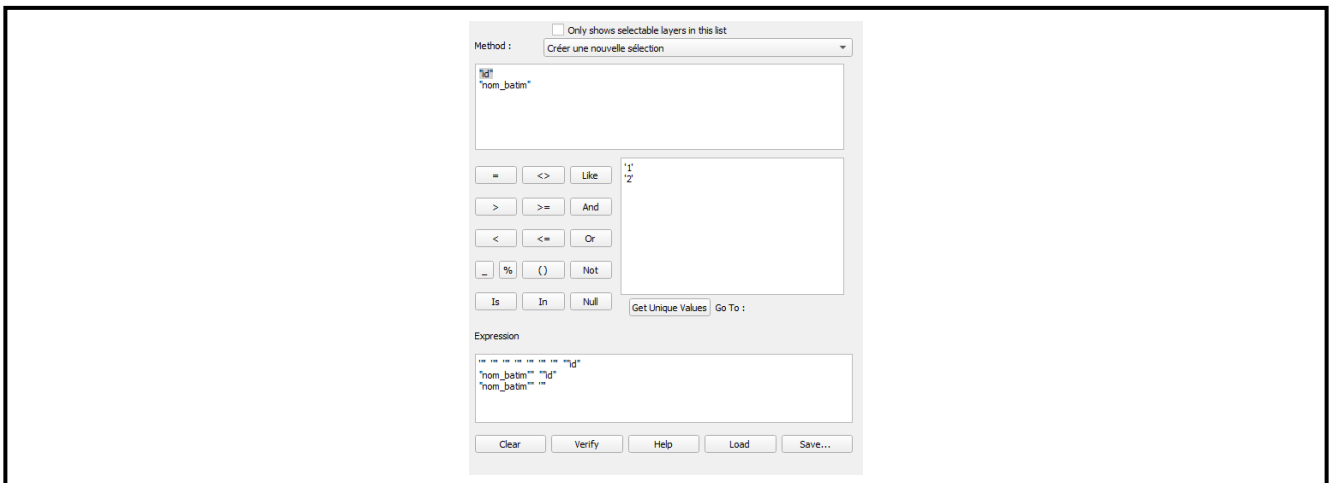 Only shows selectable layers in this list
Method :
Créer une nouvelle sélection
"id"
"nom_batim"
= <> Like
> >= And
< <= Or
_ % () Not
Is In Null
'1'
'2'
Get Unique Values Go To :
Expression
'"' '"' '"' '"' '"' '"' '"' '""id"
"nom_batim"" '""id"
"nom_batim"" '"'
Clear Verify Help Load Save...